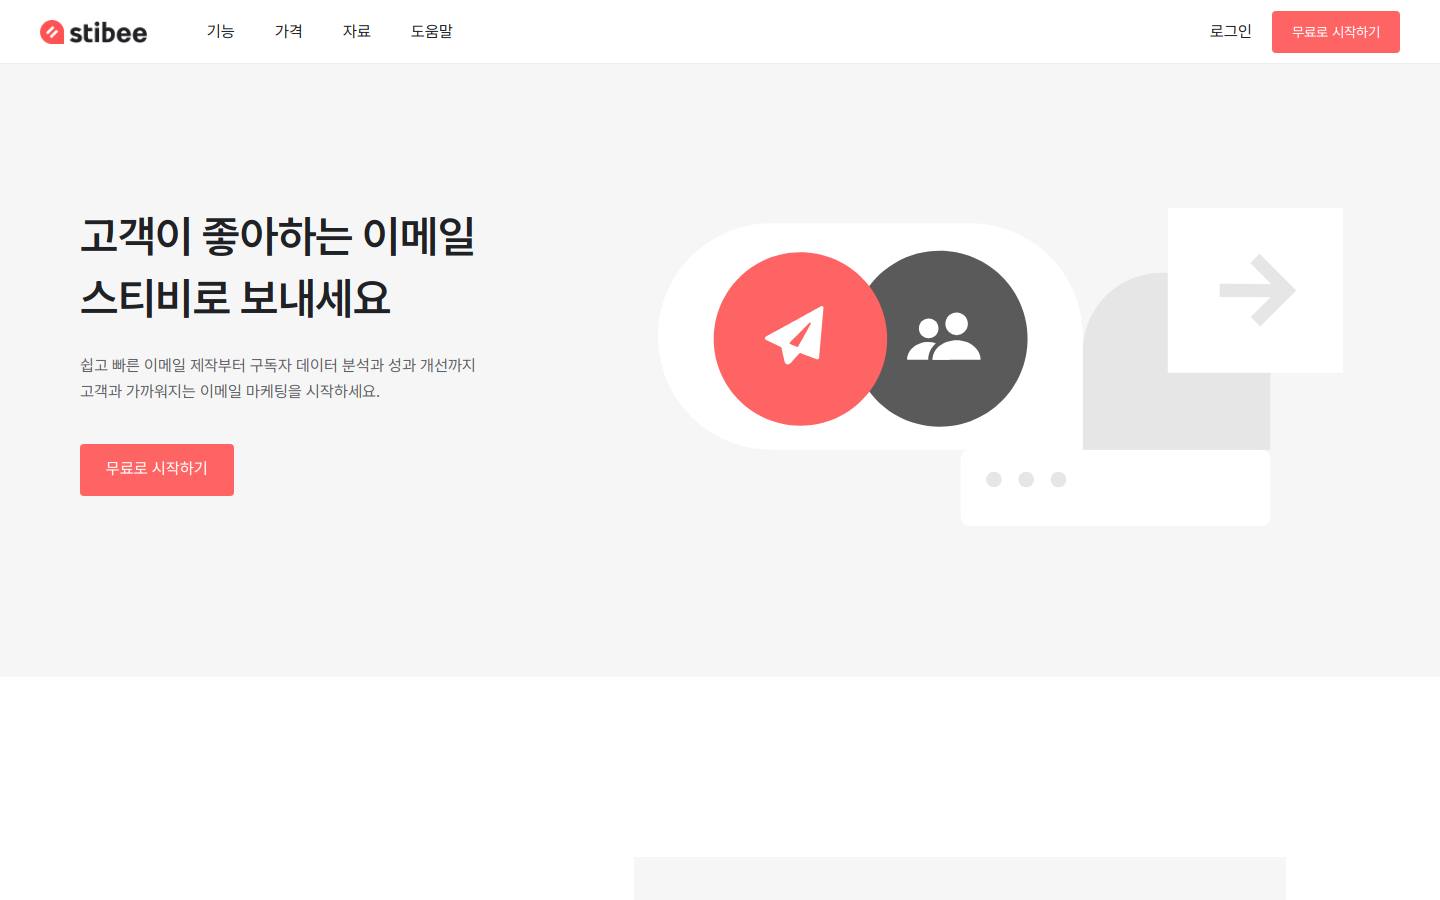 stibee
기능
가격
자료
도움말
로그인
무료로 시작하기
고객이 좋아하는 이메일
스티비로 보내세요
쉽고 빠른 이메일 제작부터 구독자 데이터 분석과 성과 개선까지
고객과 가까워지는 이메일 마케팅을 시작하세요.
무료로 시작하기